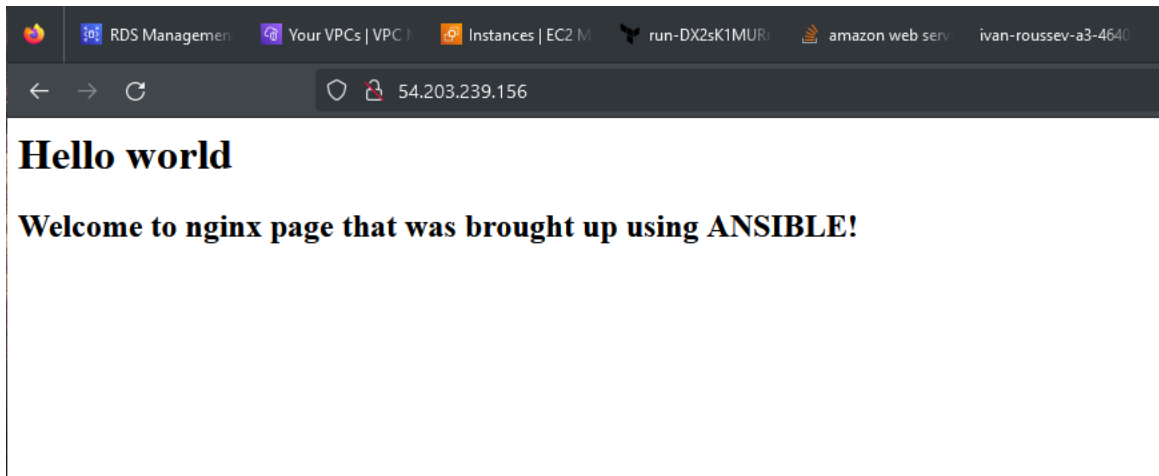 RDS Managemen
Your VPCs | VPC
Instances | EC2 M
run-DX2sK1MUR
amazon web serv
ivan-roussev-a3-4640
54.203.239.156
Hello world
Welcome to nginx page that was brought up using ANSIBLE!